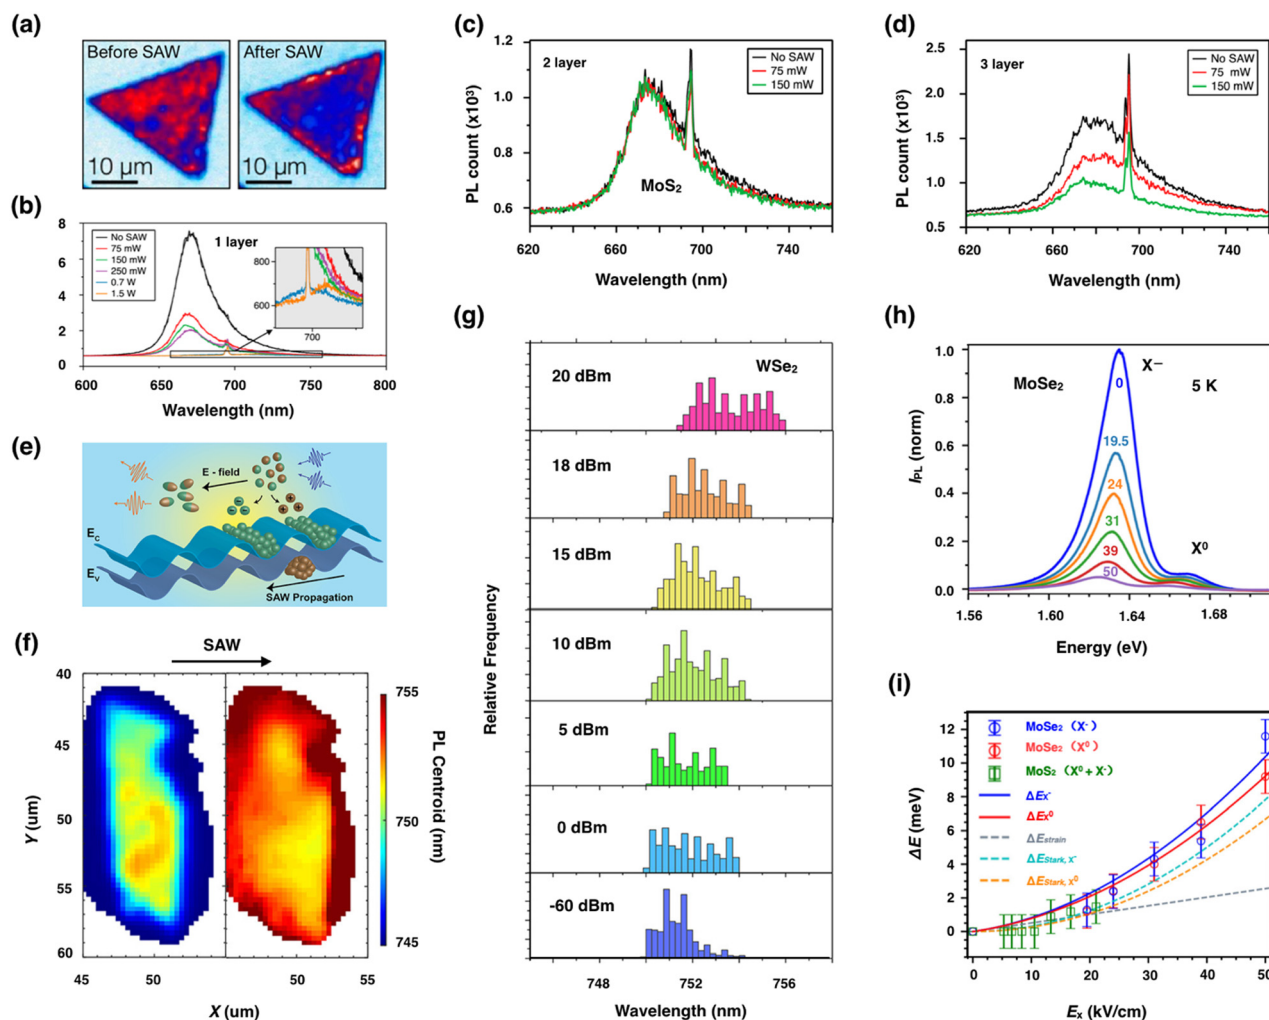 (a)
Before SAW
After SAW
10 μm
10 μm
(b)
No SAW
75 mW
150 mW
250 mW
0.7 W
1.5 W
1 layer
800
600
700
8
6
4
2
0
600
650
700
750
800
Wavelength (nm)
(c)
2 layer
No SAW
75 mW
150 mW
MoS₂
PL count (x10³)
1.2
1.0
0.8
0.6
620
660
700
740
Wavelength (nm)
(d)
3 layer
No SAW
75 mW
150 mW
PL count (x10³)
2.5
2.0
1.5
1.0
0.5
620
660
700
740
Wavelength (nm)
(e)
E - field
E_C
E_V
SAW Propagation
(f)
SAW
40
45
50
55
60
Y (um)
45
50
50
55
X (um)
755
750
745
PL Centroid (nm)
(g)
WSe₂
20 dBm
18 dBm
15 dBm
10 dBm
5 dBm
0 dBm
-60 dBm
Relative Frequency
748
752
756
Wavelength (nm)
(h)
MoSe₂
X⁻
5 K
0
19.5
24
31
39
50
X⁰
I_PL (norm)
1.0
0.8
0.6
0.4
0.2
0.0
1.56
1.60
1.64
1.68
Energy (eV)
(i)
MoSe₂ (X⁻)
MoSe₂ (X⁰)
MoS₂ (X⁰ + X⁻)
ΔE_X⁻
ΔE_X⁰
ΔE_strain
ΔE_Stark, X⁻
ΔE_Stark, X⁰
ΔE (meV)
12
10
8
6
4
2
0
0
10
20
30
40
50
E_x (kV/cm)